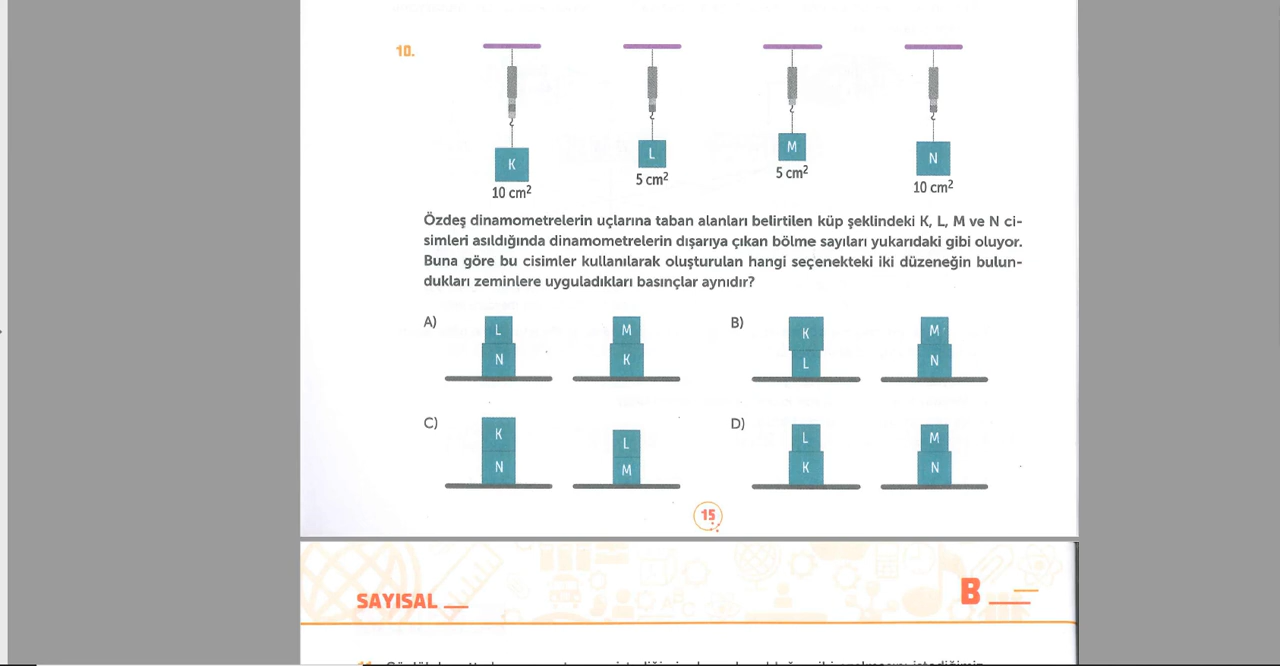 10.
K
L
M
N
10 cm²
5 cm²
5 cm²
10 cm²
Özdeş dinamometrelerin uçlarına taban alanları belirtilen küp şeklindeki K, L, M ve N ci-
simleri asıldığında dinamometrelerin dışarıya çıkan bölme sayıları yukarıdaki gibi oluyor.
Buna göre bu cisimler kullanılarak oluşturulan hangi seçenekteki iki düzeneğin bulun-
dukları zeminlere uyguladıkları basınçlar aynıdır?
A)
L
N
M
K
B)
K
L
M
N
C)
K
N
L
M
D)
L
K
M
N
15
SAYISAL
B